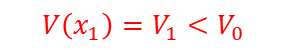 V(x₁) = V₁ < V₀